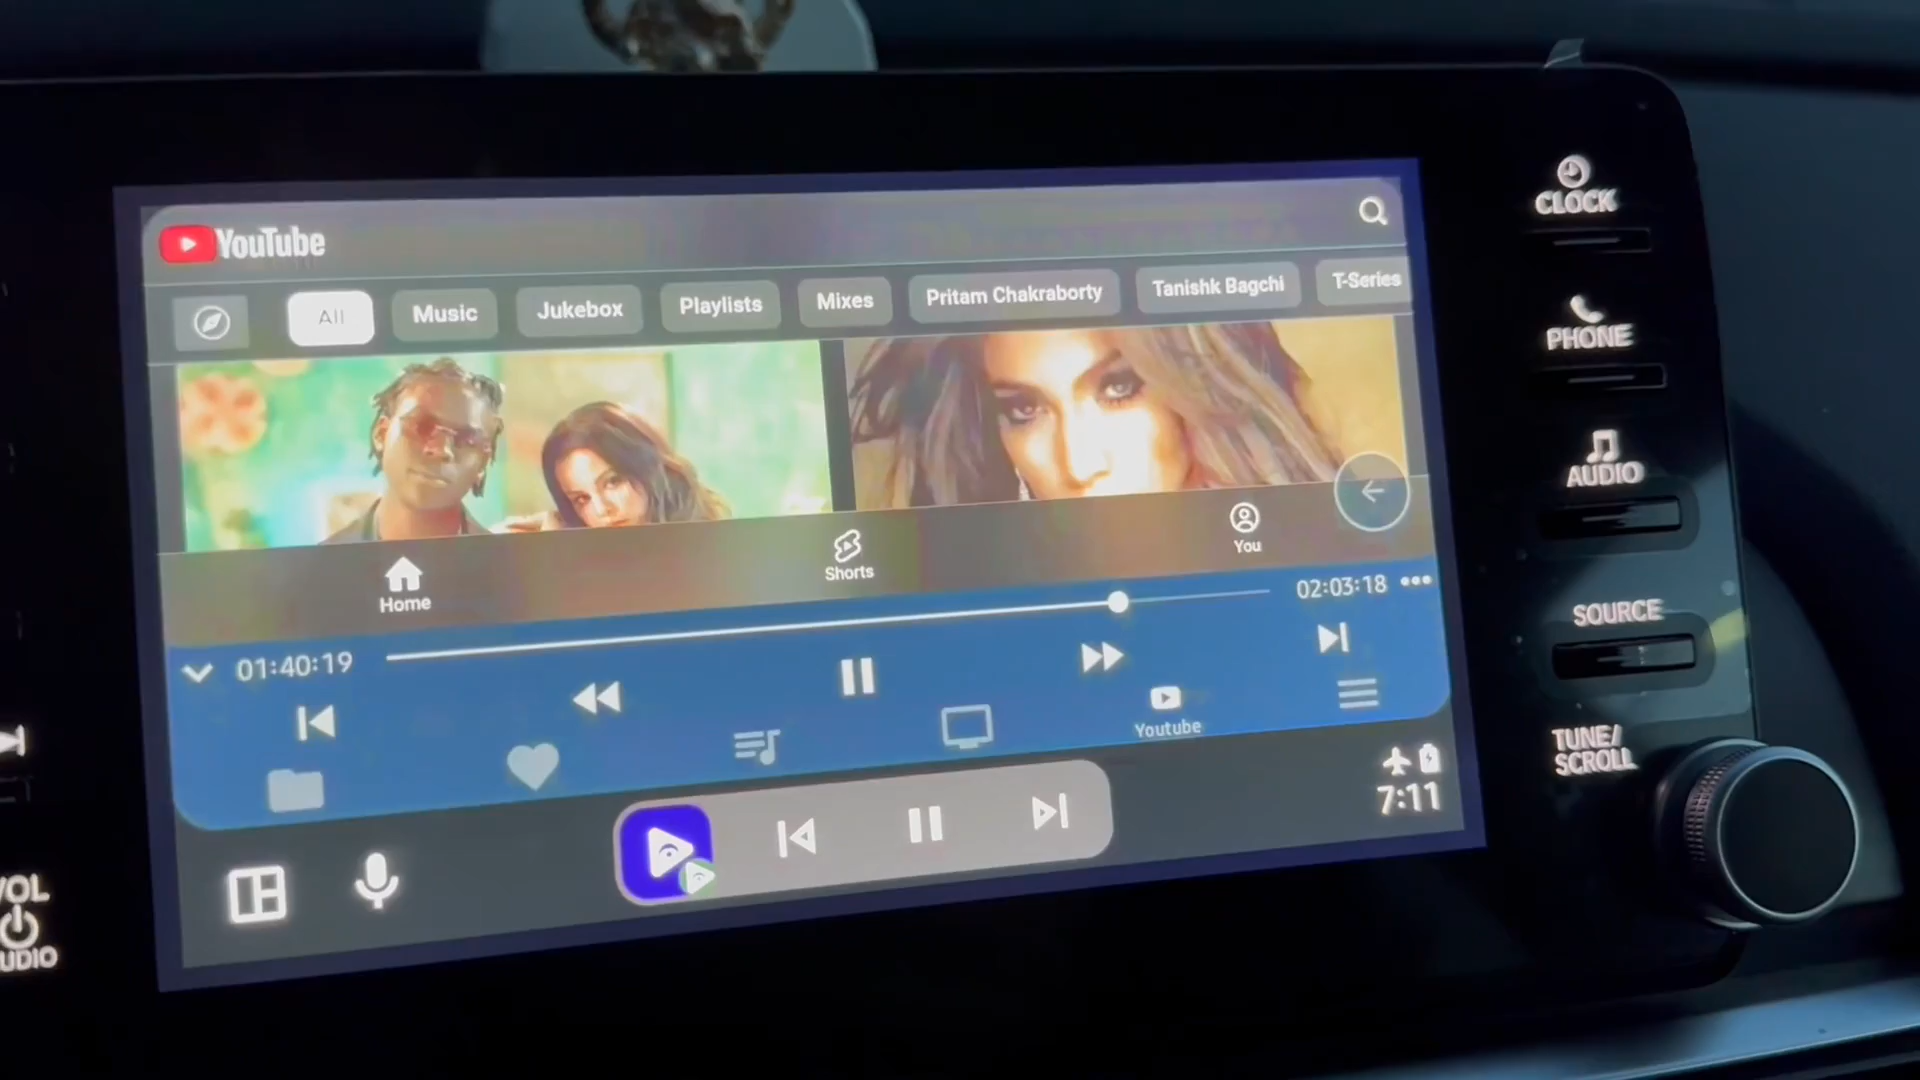 YouTube
All
Music
Jukebox
Playlists
Mixes
Pritam Chakraborty
Tanishk Bagchi
T-Series
Home
Shorts
You
01:40:19
02:03:18
Youtube
7:11
CLOCK
PHONE
AUDIO
SOURCE
TUNE/
SCROLL
VOL
UDIO